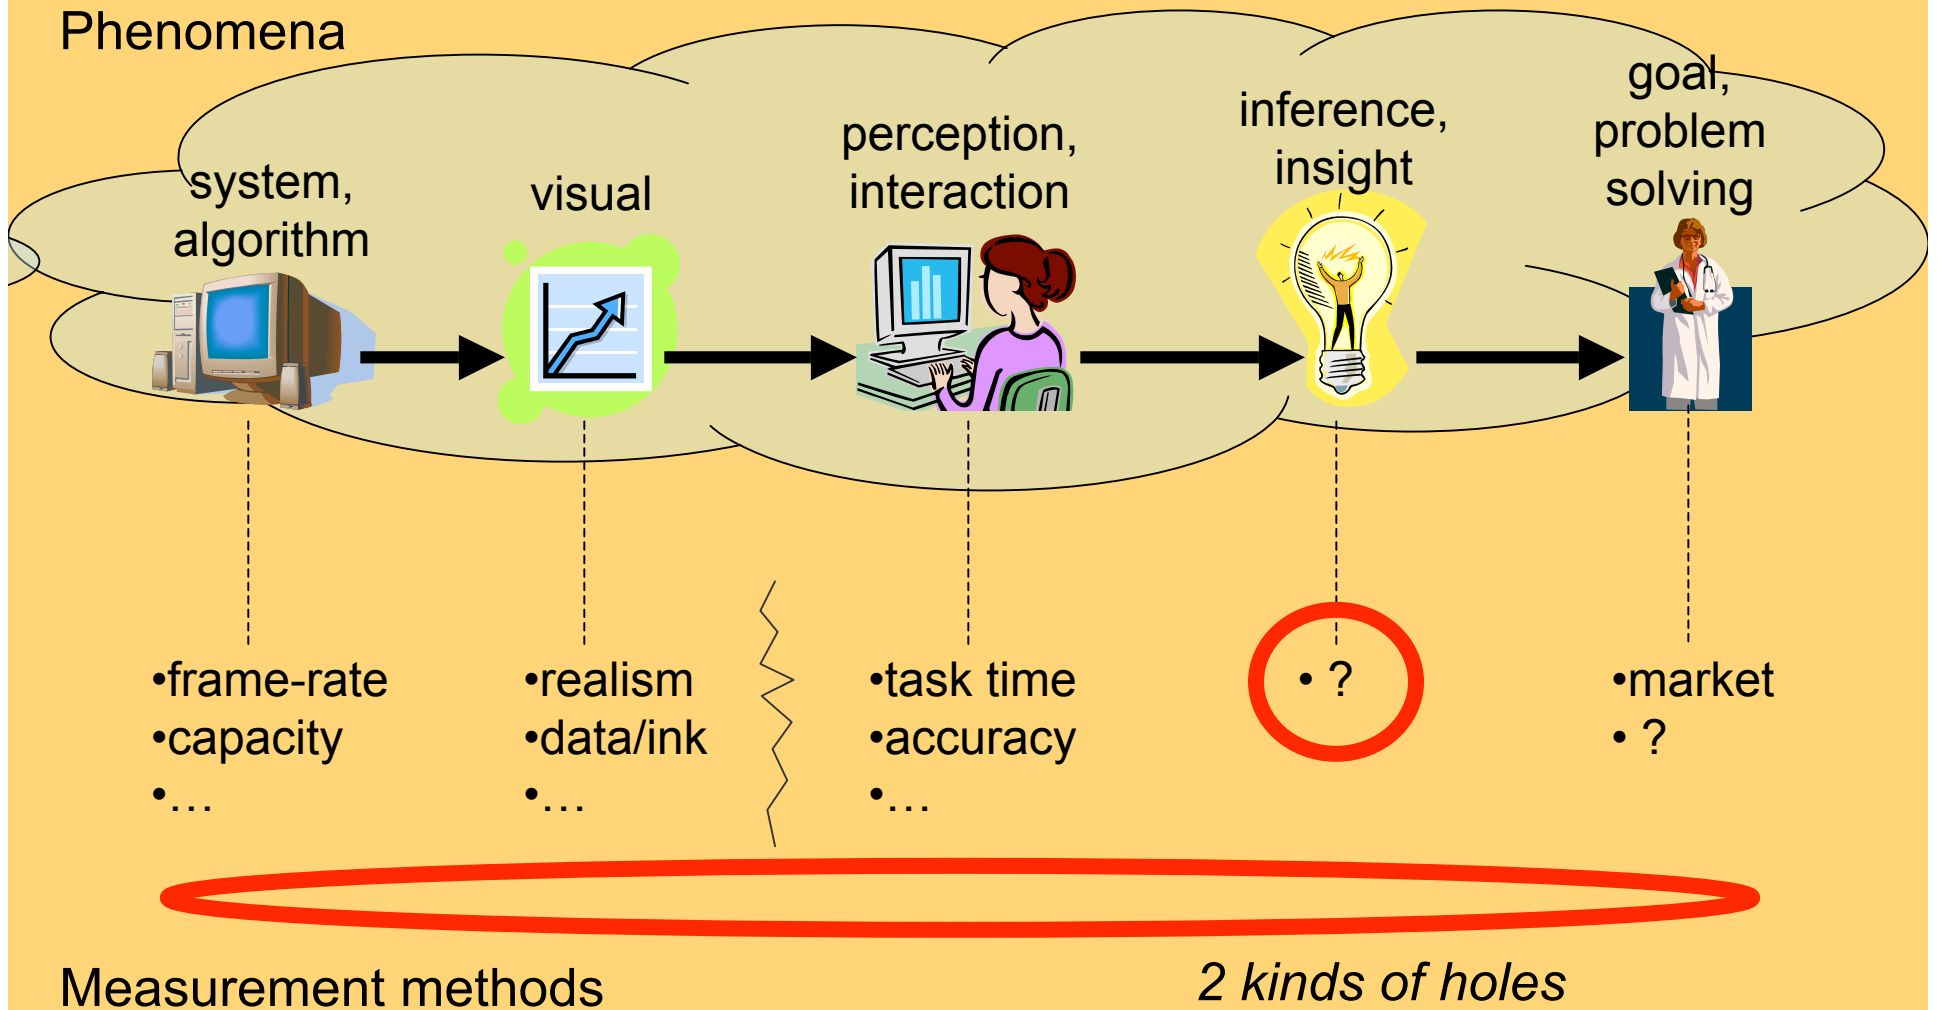 Phenomena
system,
algorithm
visual
perception,
interaction
inference,
insight
goal,
problem
solving
•frame-rate
•capacity
•…
•realism
•data/ink
•…
•task time
•accuracy
•…
• ?
•market
• ?
Measurement methods
2 kinds of holes